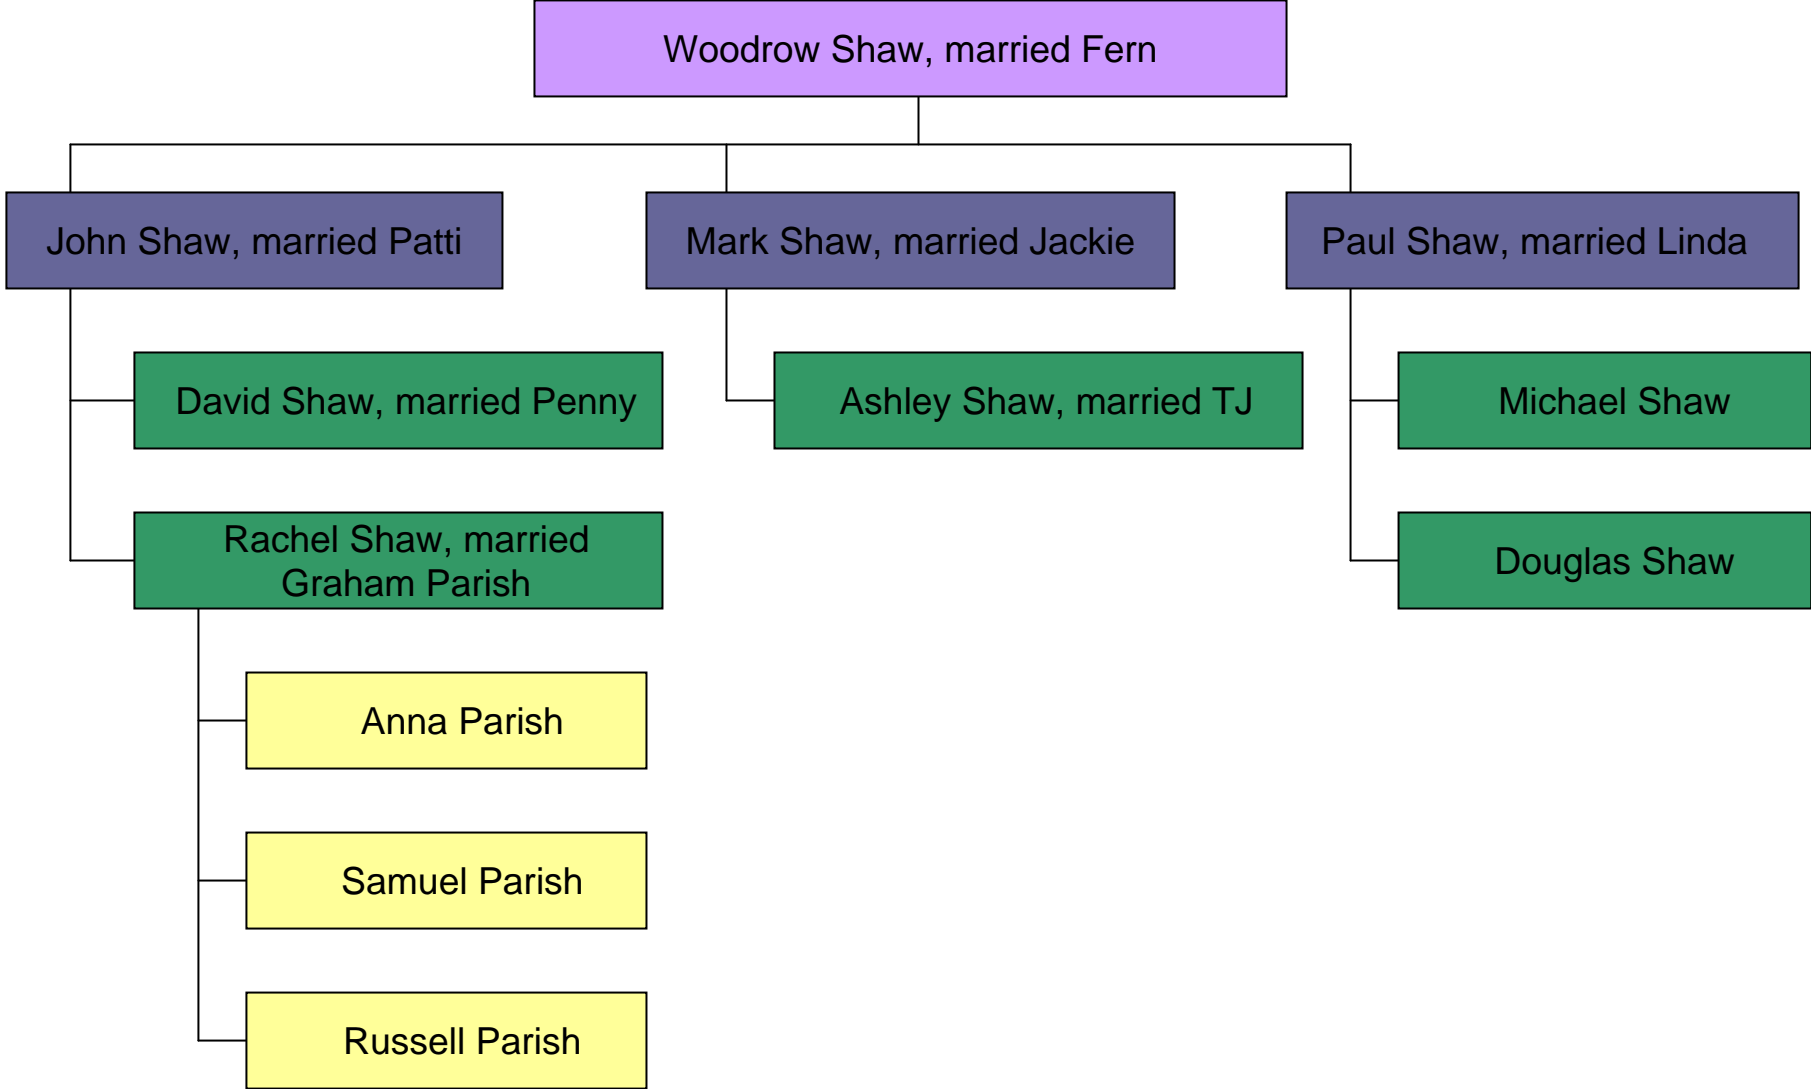 Woodrow Shaw, married Fern
John Shaw, married Patti
Mark Shaw, married Jackie
Paul Shaw, married Linda
David Shaw, married Penny
Ashley Shaw, married TJ
Michael Shaw
Rachel Shaw, married
Graham Parish
Douglas Shaw
Anna Parish
Samuel Parish
Russell Parish